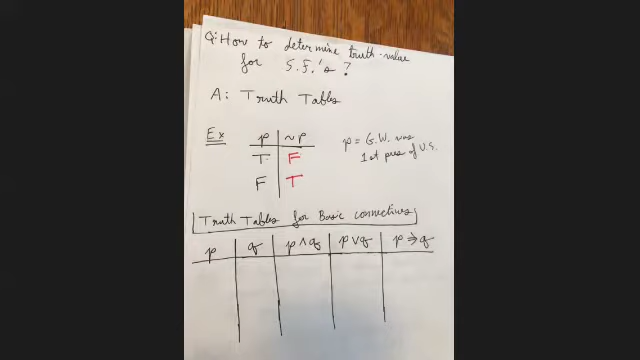 Q: How to determine truth-value
for S.F.'s?
A: Truth Tables
Ex
p ~p
T F
F T
p = G.W. was
1st pres of U.S.
Truth Tables for Basic connectives
p q p ∧ q p ∨ q p ⇒ q